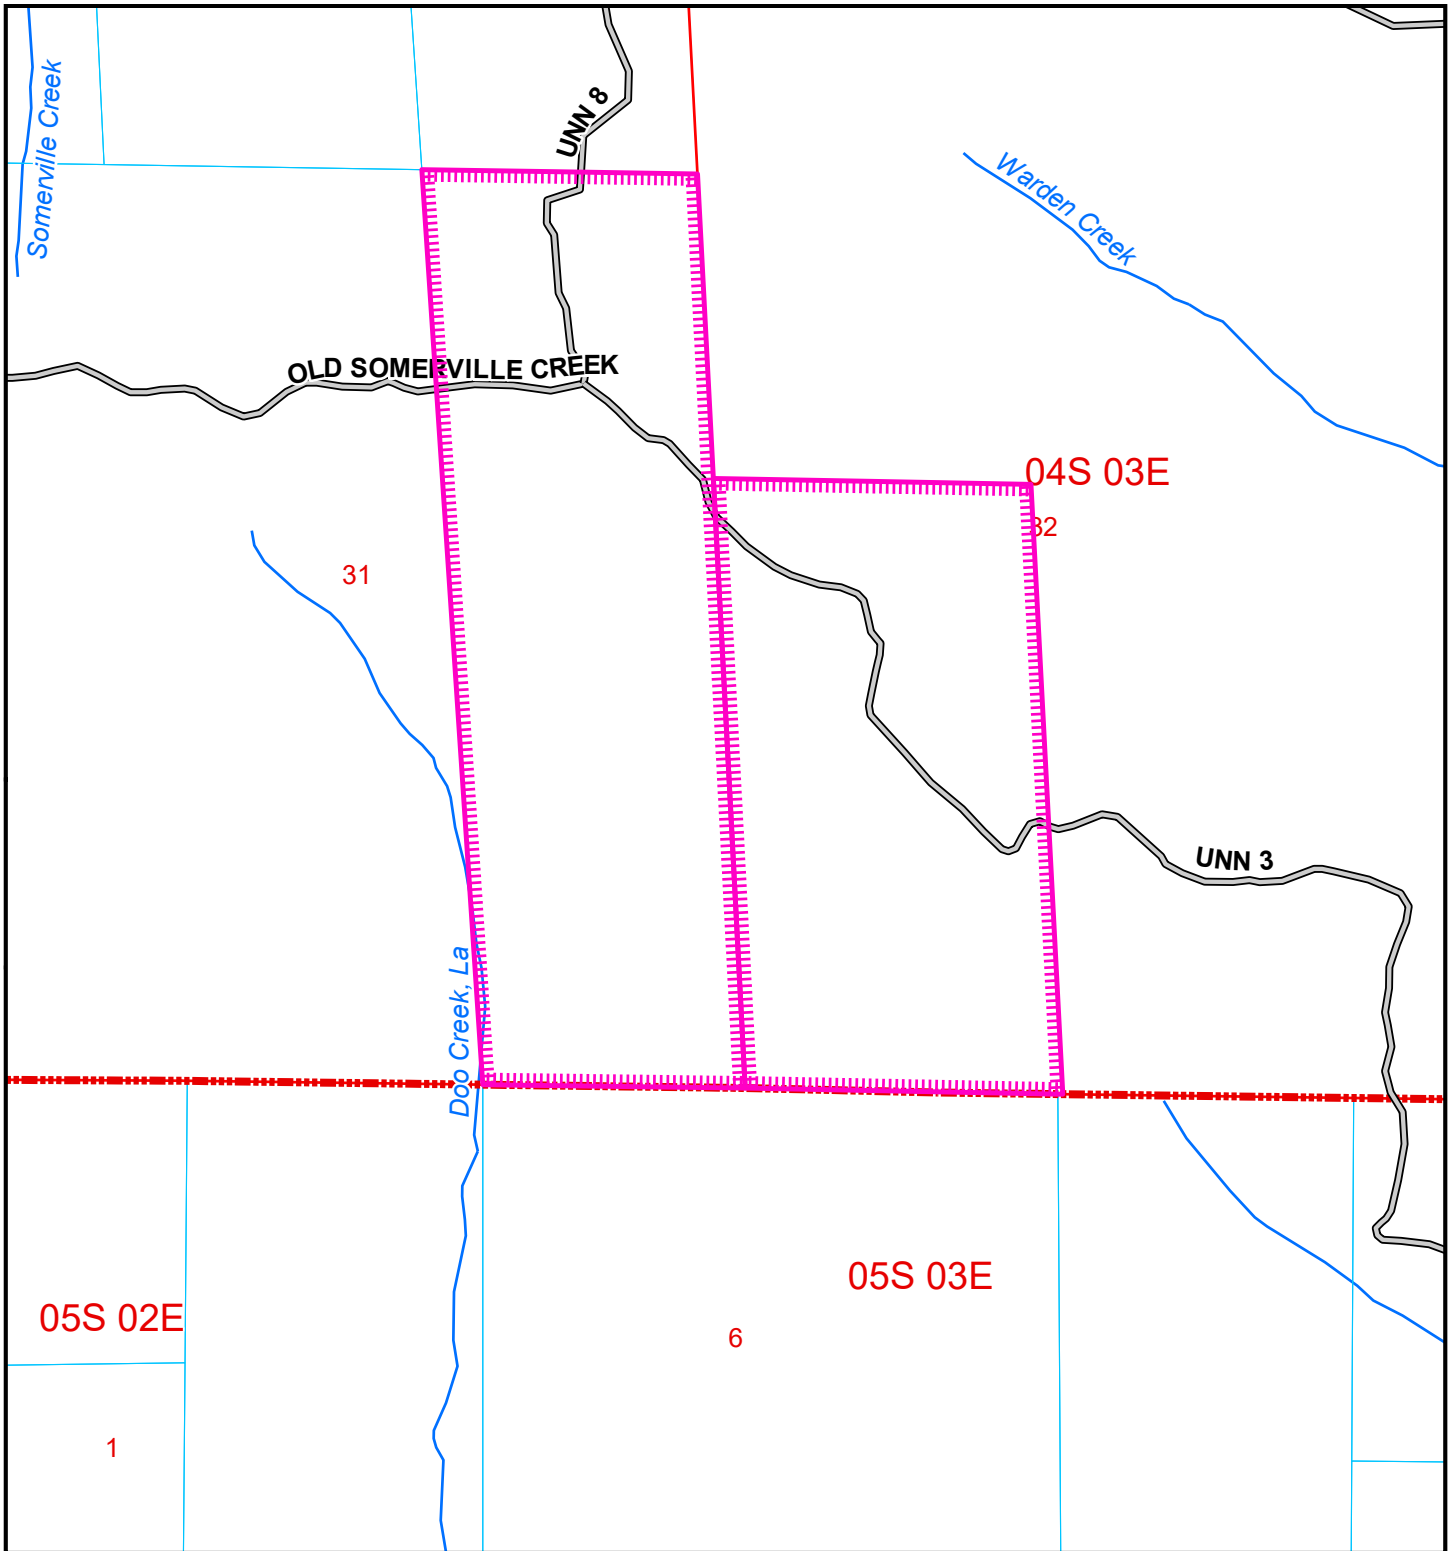 Somerville Creek
UNN 8
Warden Creek
OLD SOMERVILLE CREEK
04S 03E
32
31
UNN 3
Doo Creek, La
05S 03E
05S 02E
6
1